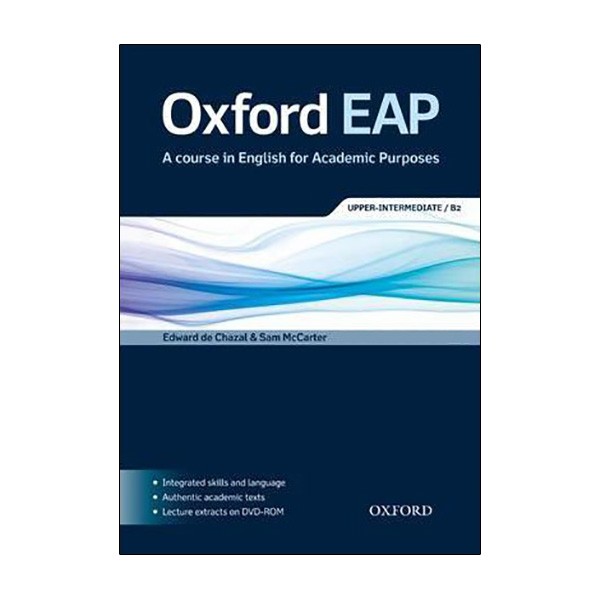 Oxford EAP
A course in English for Academic Purposes
UPPER-INTERMEDIATE / B2
Edward de Chazal & Sam McCarter
• Integrated skills and language
• Authentic academic texts
• Lecture extracts on DVD-ROM
OXFORD